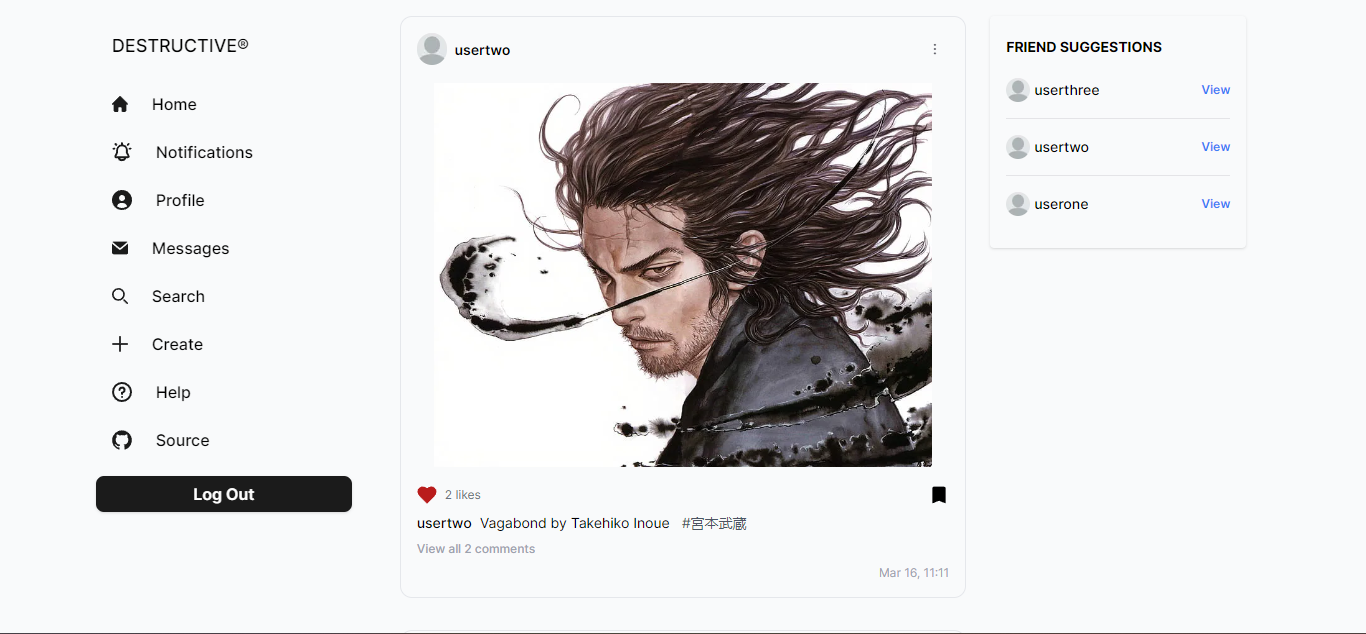 DESTRUCTIVE®
Home
Notifications
Profile
Messages
Search
Create
Help
Source
Log Out
usertwo
2 likes
usertwo Vagabond by Takehiko Inoue #宮本武蔵
View all 2 comments
Mar 16, 11:11
FRIEND SUGGESTIONS
userthree View
usertwo View
userone View